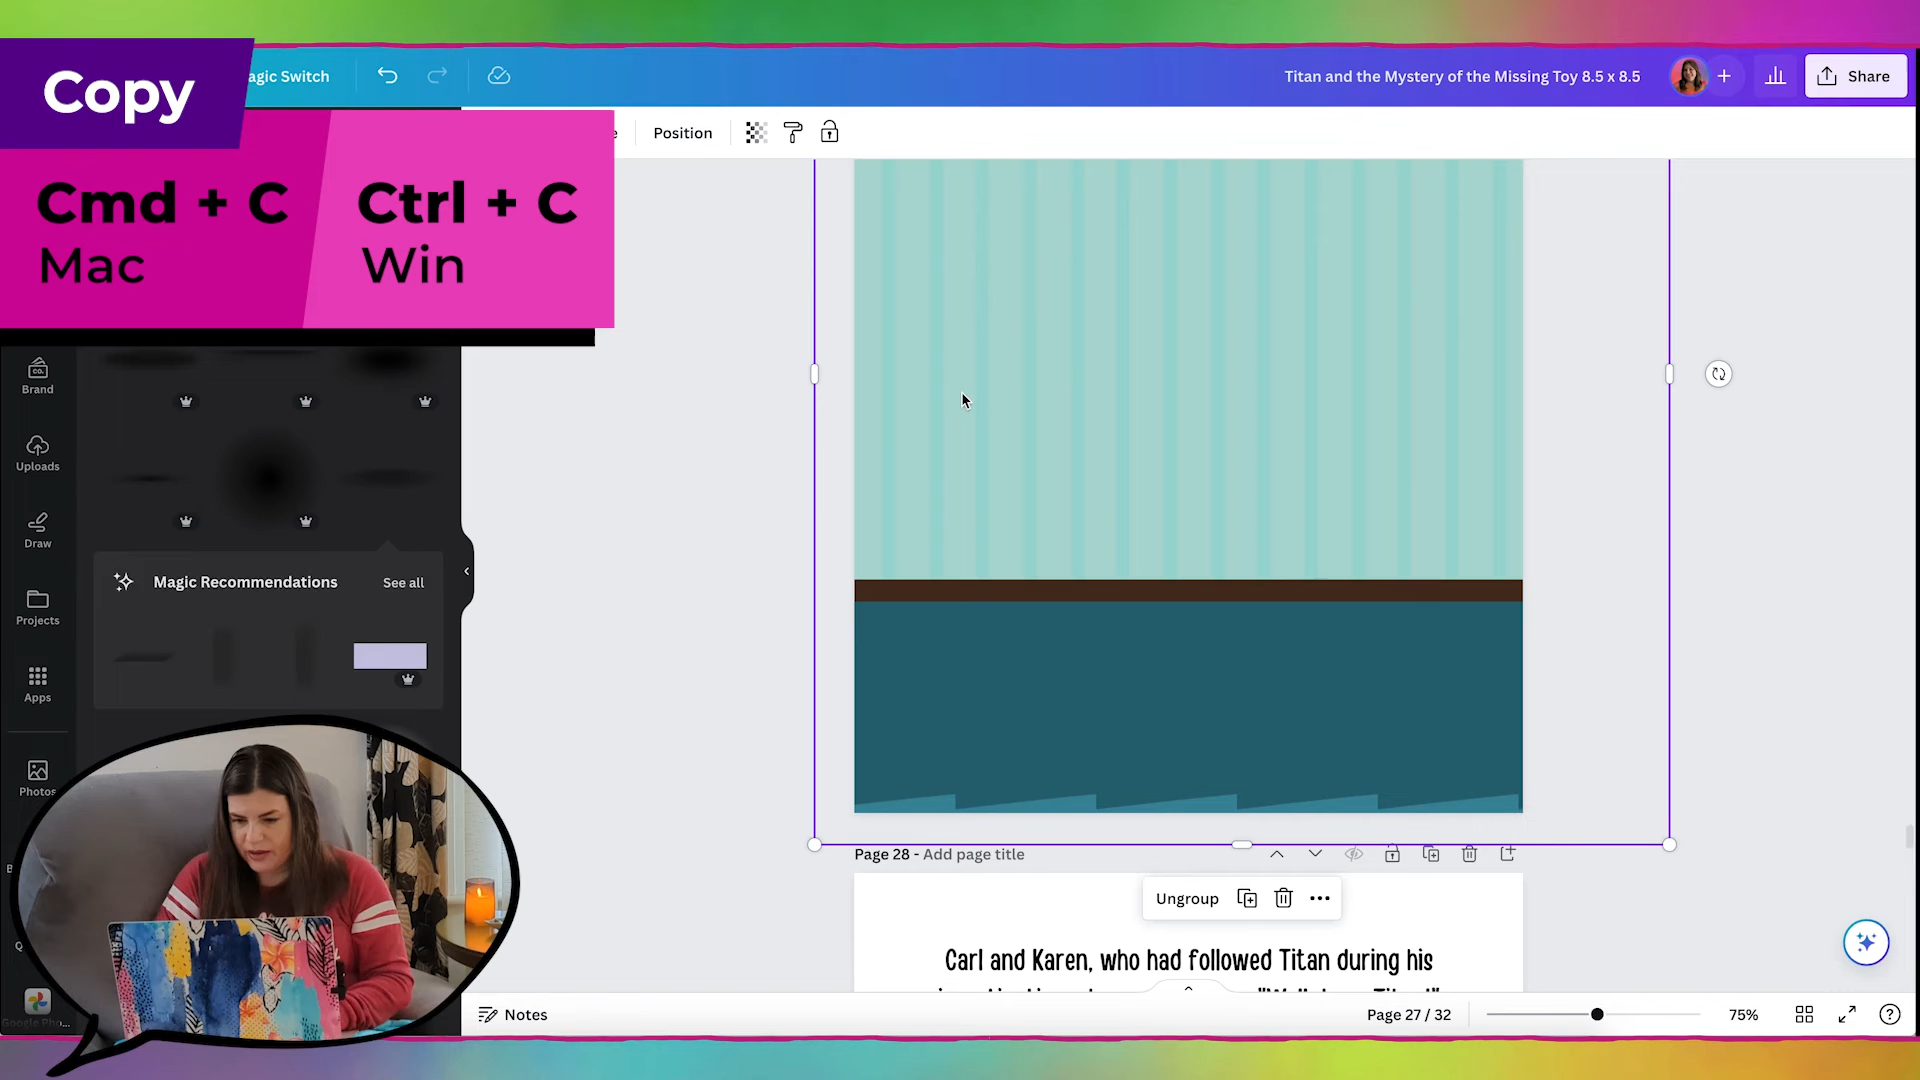 Copy
Cmd + C
Mac
Ctrl + C
Win
agic Switch
Titan and the Mystery of the Missing Toy 8.5 x 8.5
Share
Position
Brand
Uploads
Draw
Projects
Apps
Photos
Magic Recommendations
See all
Page 28 - Add page title
Ungroup
Carl and Karen, who had followed Titan during his
Notes
Page 27 / 32
75%
Google Pho...